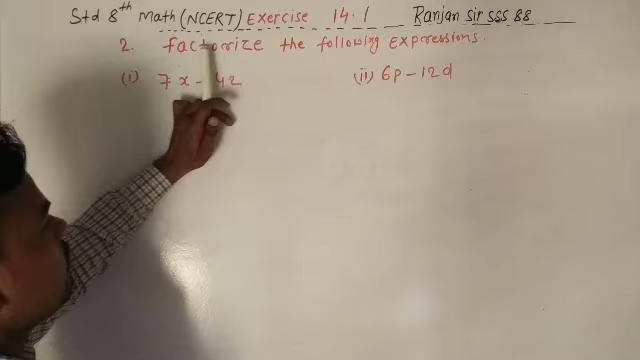 Std 8th Math (NCERT) Exercise 14.1 Ranjan sir sss 88
2. Factorize the following expressions.
(i) 7x - 42 (ii) 6p - 12q